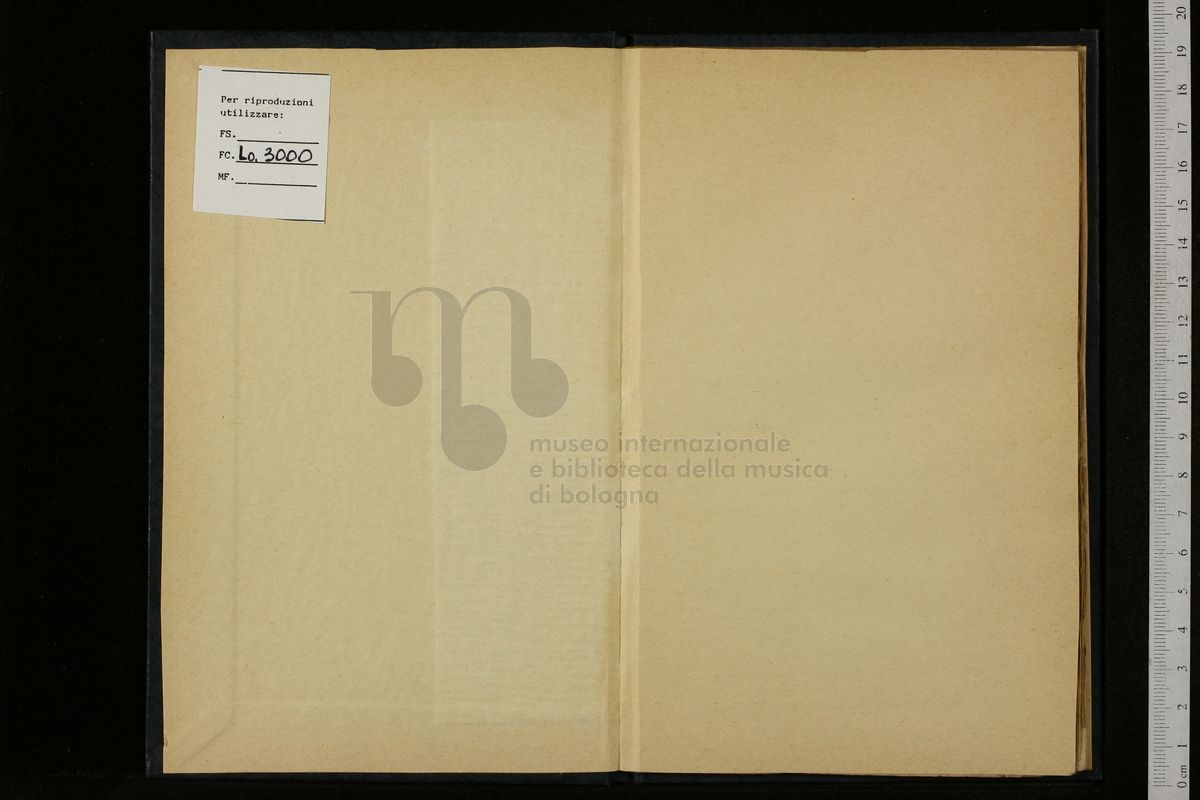 Per riproduzioni
utilizzare:
FS.
FC. Lo. 3000
MF.
museo internazionale
e biblioteca della musica
di bologna
20
19
18
17
16
15
14
13
12
11
10
9
8
7
6
5
4
3
2
1
0 cm